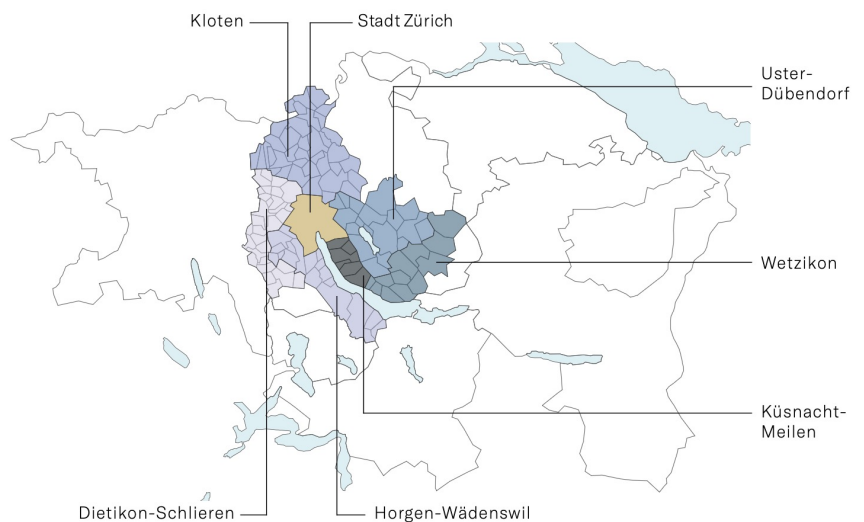 Kloten
Stadt Zürich
Uster-
Dübendorf
Wetzikon
Küsnacht-
Meilen
Dietikon-Schlieren
Horgen-Wädenswil